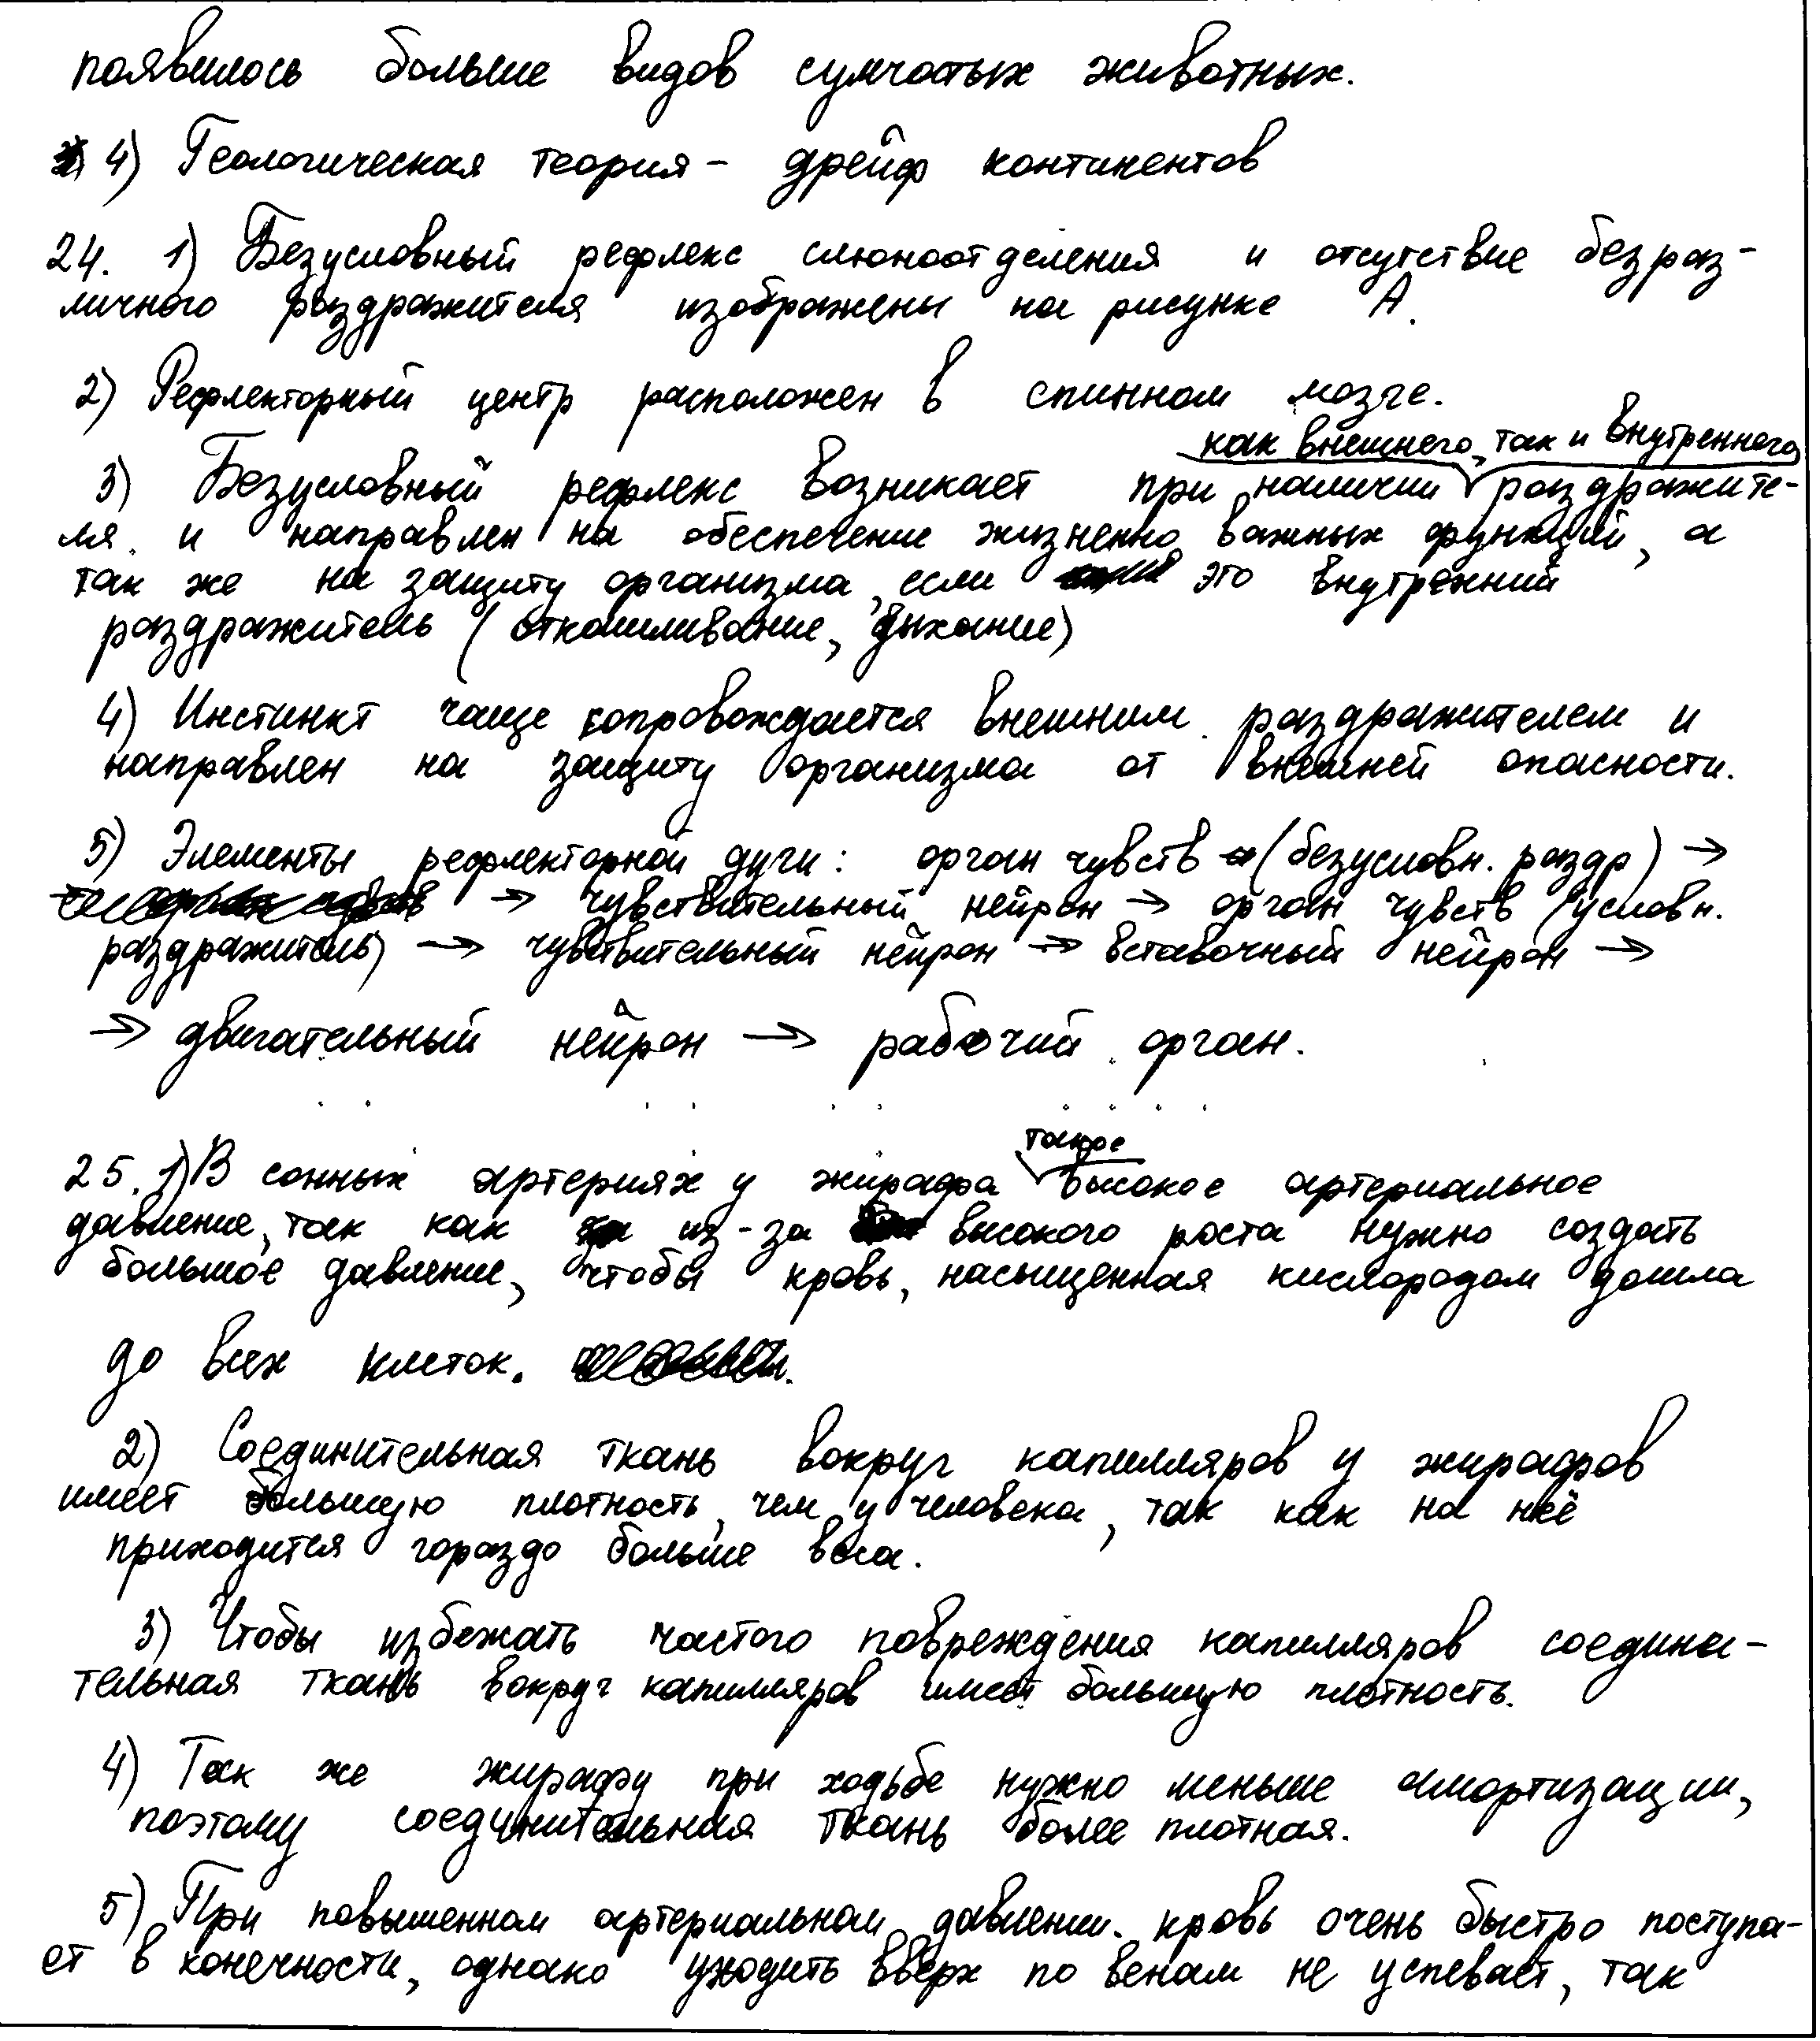 появилось больше видов сумчатых животных.
4) Геологическая теория – дрейф континентов
24. 1) Безусловный рефлекс слюноотделения и отсутствие безраз-
личного раздражителя изображены на рисунке А.
2) Рефлекторный центр расположен в спинном мозге.
как внешнего, так и внутреннего
3) Безусловный рефлекс возникает при наличии раздражите-
ля и направлен на обеспечение жизненно важных функций, а
так же на защиту организма, если это внутренний
раздражитель (откашливание, дыхание)
4) Инстинкт чаще сопровождается внешним раздражителем и
направлен на защиту организма от внешней опасности.
5) Элементы рефлекторной дуги: орган чувств (безусловн. раздр) →
→ чувствительный нейрон → орган чувств (условн.
раздражитель) → чувствительный нейрон → вставочный нейрон →
→ двигательный нейрон → рабочий орган.
такое
25. 1) В сонных артериях у жирафа высокое артериальное
давление, так как из-за высокого роста нужно создать
большое давление, чтобы кровь, насыщенная кислородом дошла
до всех клеток.
2) Соединительная ткань вокруг капилляров у жирафов
имеет большую плотность, чем у человека, так как на неё
приходится гораздо больше веса.
3) Чтобы избежать частого повреждения капилляров соедини-
тельная ткань вокруг капилляров имеет большую плотность.
4) Так же жирафу при ходьбе нужно меньше амортизации,
поэтому соединительная ткань более плотная.
5) При повышенном артериальном давлении кровь очень быстро поступа-
ет в конечности, однако уходить вверх по венам не успевает, так